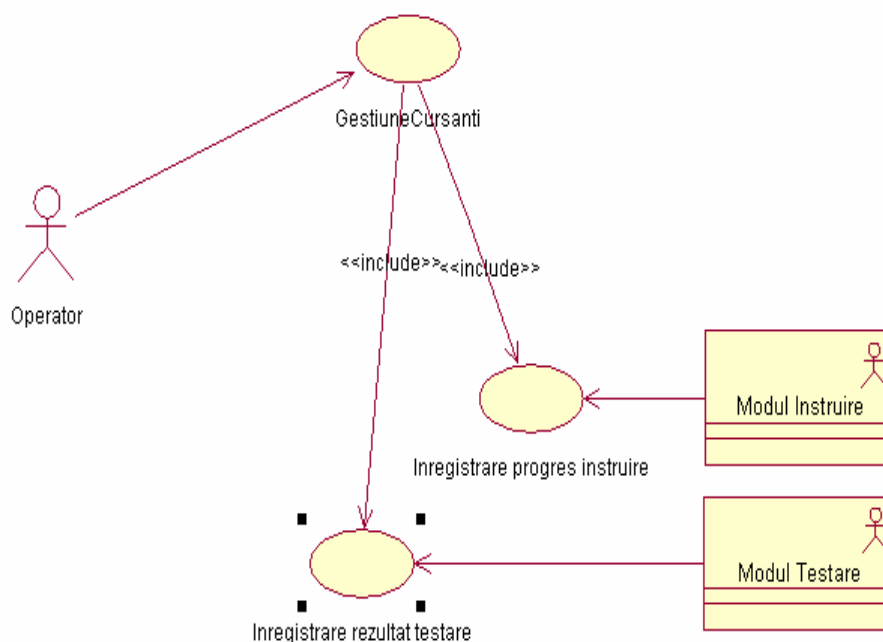 GestiuneCursanti
<<include>>
<<include>>
Operator
Modul Instruire
Inregistrare progres instruire
Modul Testare
Inregistrare rezultat testare